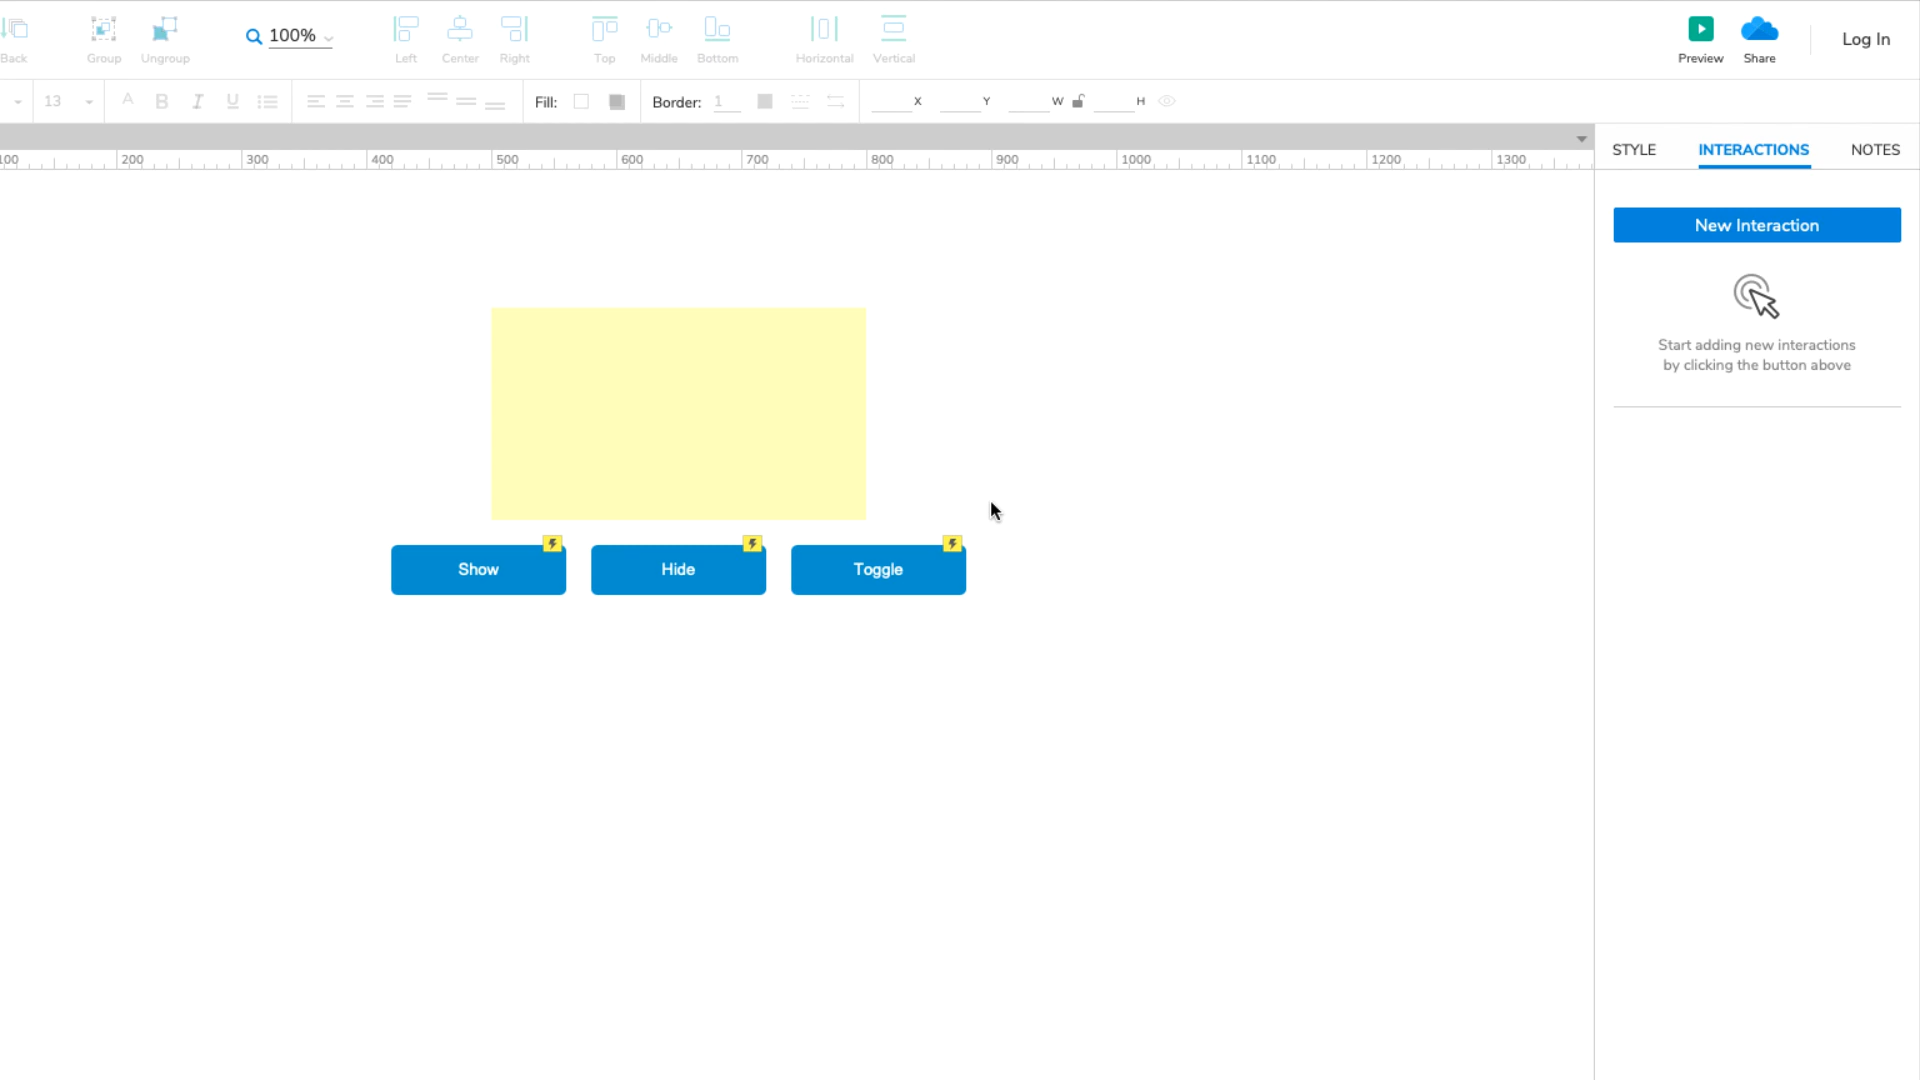 Back Group Ungroup 100% Left Center Right Top Middle Bottom Horizontal Vertical Preview Share Log In
13 A B I U Fill: Border: 1 X Y W H
100 200 300 400 500 600 700 800 900 1000 1100 1200 1300
STYLE INTERACTIONS NOTES
New Interaction
Start adding new interactions
by clicking the button above
Show Hide Toggle